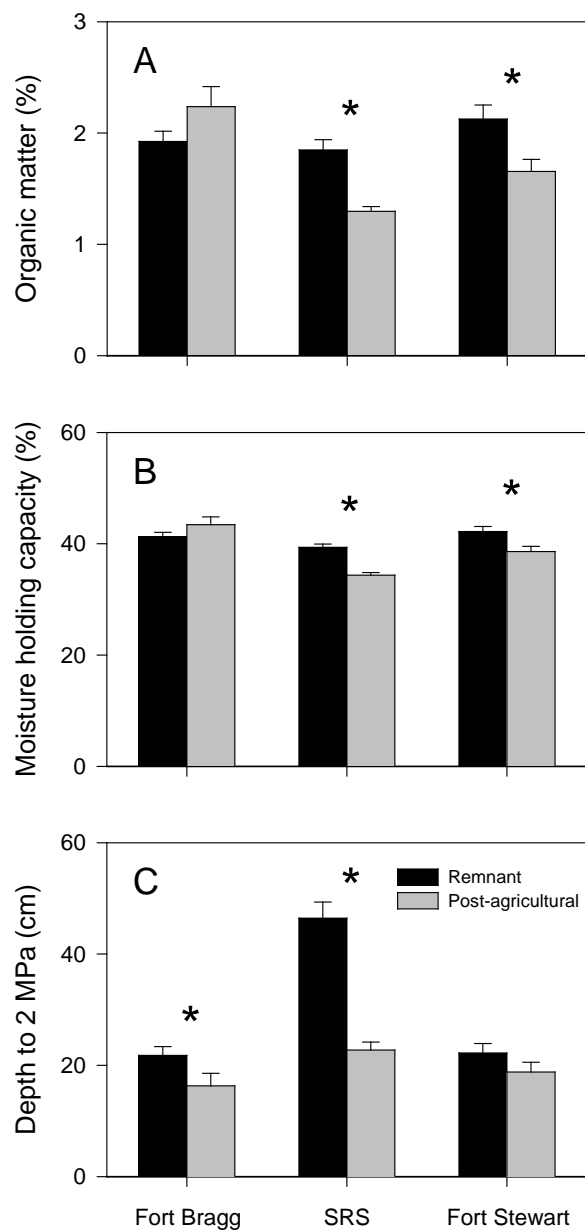 3
A
*
*
2
1
0
Organic matter (%)
60
B
*
*
40
20
0
Moisture holding capacity (%)
60
C
*
Remnant
Post-agricultural
40
*
20
0
Depth to 2 MPa (cm)
Fort Bragg SRS Fort Stewart